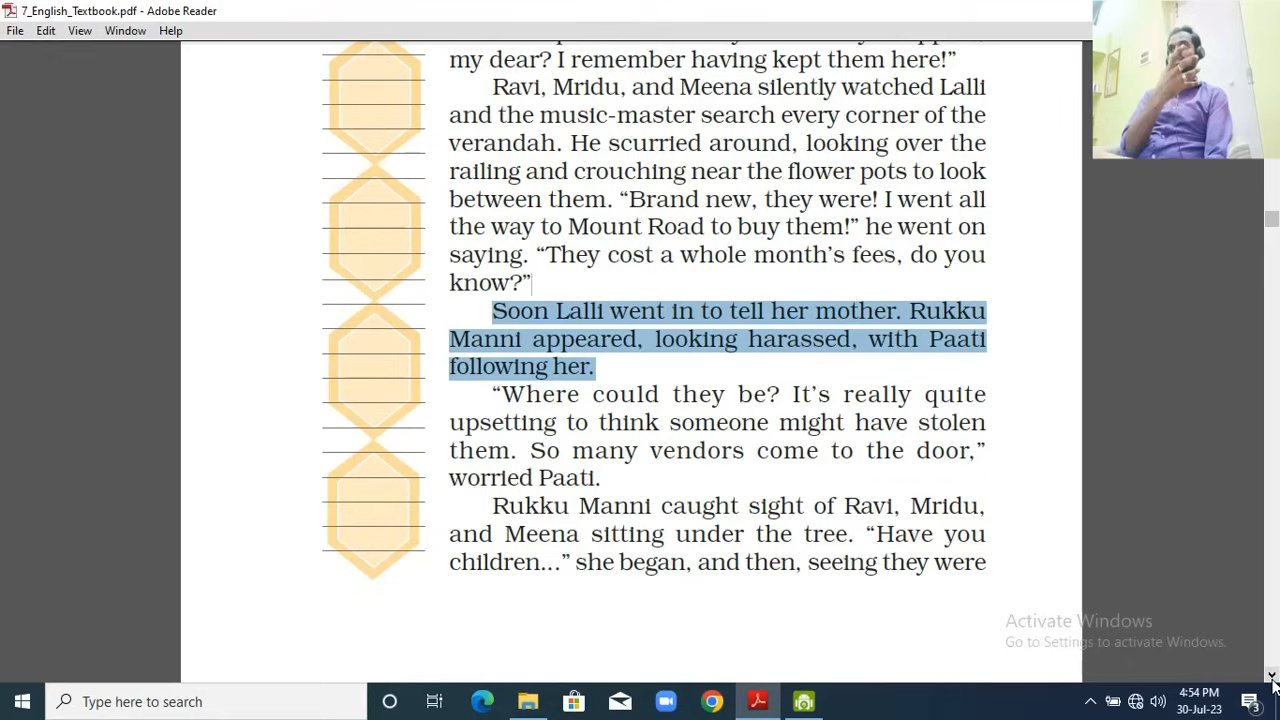 7_English_Textbook.pdf - Adobe Reader
File Edit View Window Help
my dear? I remember having kept them here!”
Ravi, Mridu, and Meena silently watched Lalli
and the music-master search every corner of the
verandah. He scurried around, looking over the
railing and crouching near the flower pots to look
between them. “Brand new, they were! I went all
the way to Mount Road to buy them!” he went on
saying. “They cost a whole month’s fees, do you
know?”
Soon Lalli went in to tell her mother. Rukku
Manni appeared, looking harassed, with Paati
following her.
“Where could they be? It’s really quite
upsetting to think someone might have stolen
them. So many vendors come to the door,”
worried Paati.
Rukku Manni caught sight of Ravi, Mridu,
and Meena sitting under the tree. “Have you
children...” she began, and then, seeing they were
Activate Windows
Go to Settings to activate Windows.
Type here to search
4:54 PM
30-Jul-23
3